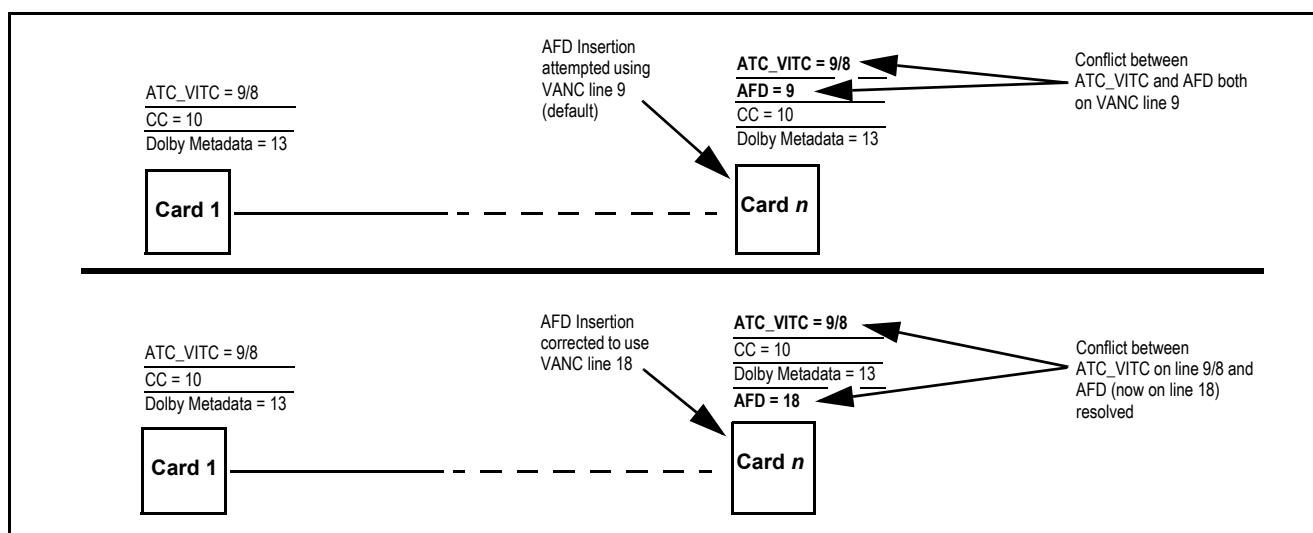 AFD Insertion
attempted using
VANC line 9
(default)
ATC_VITC = 9/8
CC = 10
Dolby Metadata = 13
Card 1
ATC_VITC = 9/8
AFD = 9
CC = 10
Dolby Metadata = 13
Card n
Conflict between
ATC_VITC and AFD both
on VANC line 9
AFD Insertion
corrected to use
VANC line 18
ATC_VITC = 9/8
CC = 10
Dolby Metadata = 13
Card 1
ATC_VITC = 9/8
CC = 10
Dolby Metadata = 13
AFD = 18
Card n
Conflict between
ATC_VITC on line 9/8 and
AFD (now on line 18)
resolved